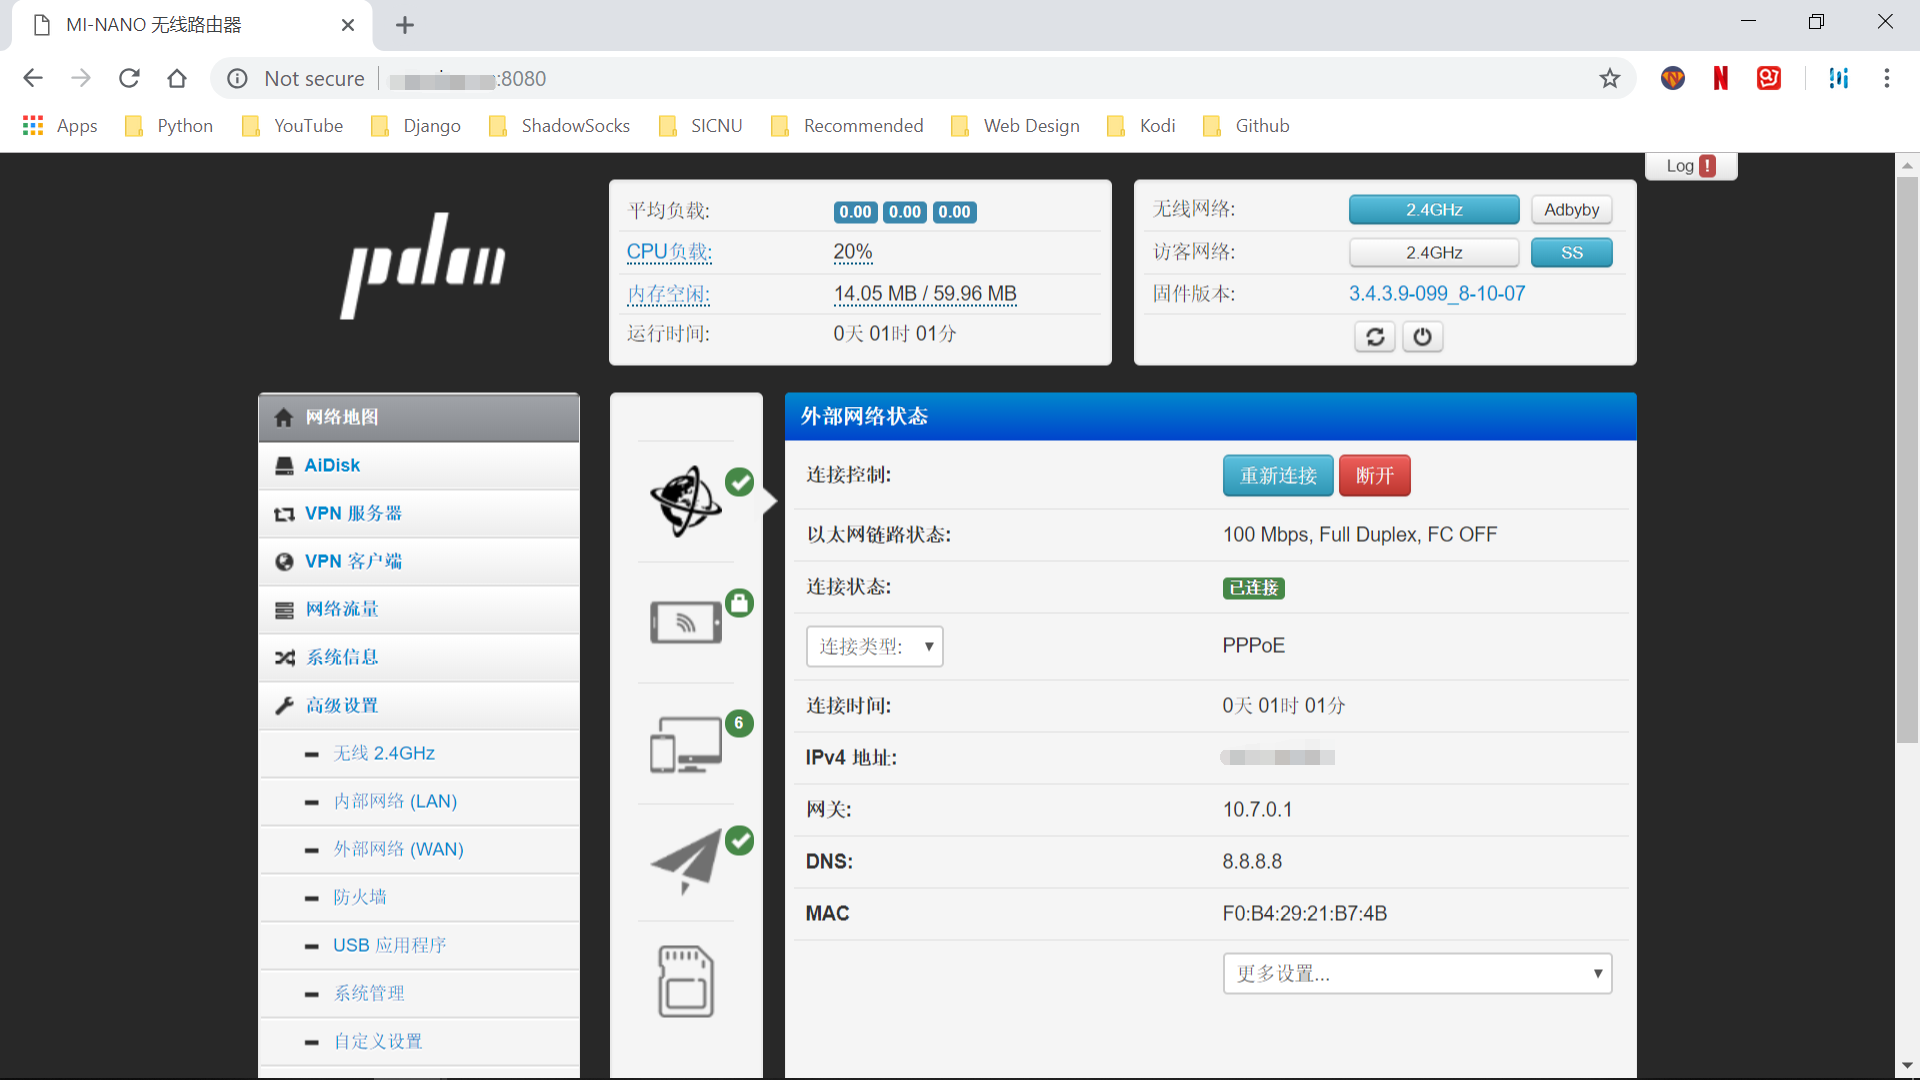 MI-NANO 无线路由器
Not secure :8080
Apps Python YouTube Django ShadowSocks SICNU Recommended Web Design Kodi Github
Log !
pdcn
平均负载: 0.00 0.00 0.00
CPU负载: 20%
内存空闲: 14.05 MB / 59.96 MB
运行时间: 0天 01时 01分
无线网络: 2.4GHz Adbyby
访客网络: 2.4GHz SS
固件版本: 3.4.3.9-099_8-10-07
网络地图
AiDisk
VPN 服务器
VPN 客户端
网络流量
系统信息
高级设置
无线 2.4GHz
内部网络 (LAN)
外部网络 (WAN)
防火墙
USB 应用程序
系统管理
自定义设置
6
外部网络状态
连接控制: 重新连接 断开
以太网链路状态: 100 Mbps, Full Duplex, FC OFF
连接状态: 已连接
连接类型: PPPoE
连接时间: 0天 01时 01分
IPv4 地址:
网关: 10.7.0.1
DNS: 8.8.8.8
MAC F0:B4:29:21:B7:4B
更多设置...